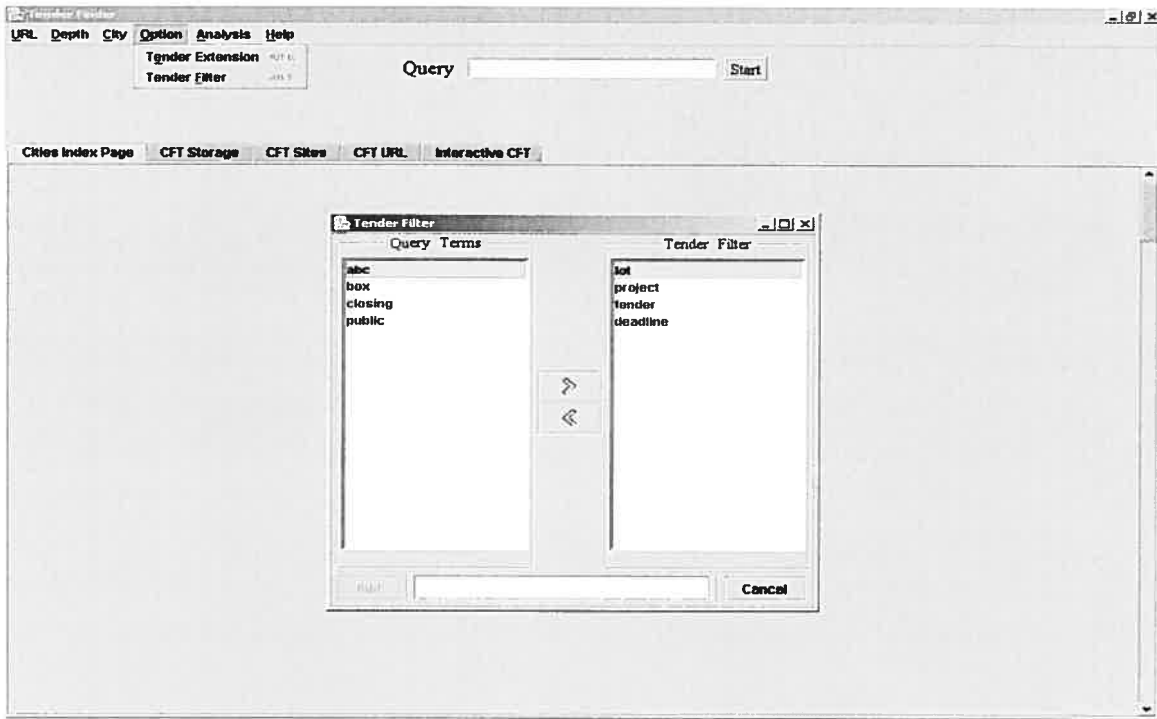 Tender Finder
URL Depth City Option Analysis Help
Tender Extension
Tender Filter
Query Start
Cities Index Page CFT Storage CFT Sites CFT URL Interactive CFT
Tender Filter
Query Terms Tender Filter
abc lot
box project
closing tender
public deadline
Cancel